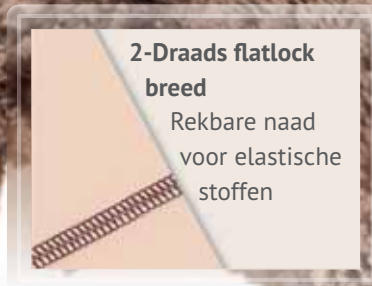 2-Draads flatlock
breed
Rekbare naad
voor elastische
stoffen